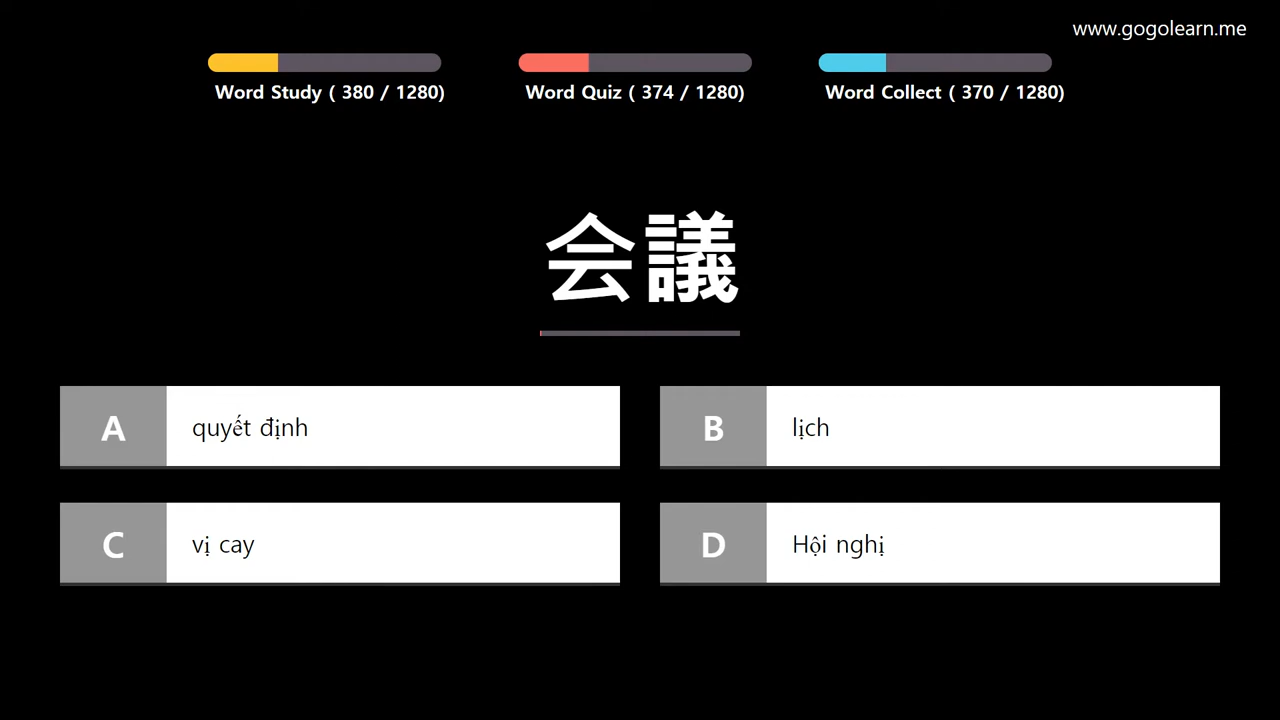 www.gogolearn.me
Word Study ( 380 / 1280)
Word Quiz ( 374 / 1280)
Word Collect ( 370 / 1280)
会議
A quyết định
B lịch
C vị cay
D Hội nghị